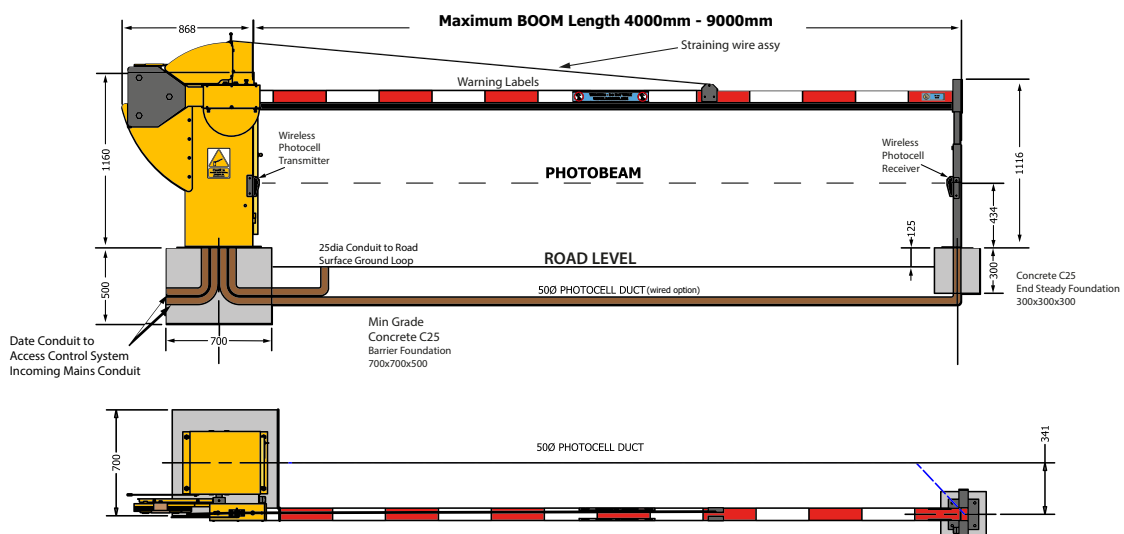 Maximum BOOM Length 4000mm - 9000mm
868
Straining wire assy
Warning Labels
Wireless
Photocell
Transmitter
Wireless
Photocell
Receiver
1160
PHOTOBEAM
1116
434
125
25dia Conduit to Road
Surface Ground Loop
ROAD LEVEL
300
500
50Ø PHOTOCELL DUCT (wired option)
Concrete C25
End Steady Foundation
300x300x300
700
Min Grade
Concrete C25
Barrier Foundation
700x700x500
Date Conduit to
Access Control System
Incoming Mains Conduit
700
50Ø PHOTOCELL DUCT
341